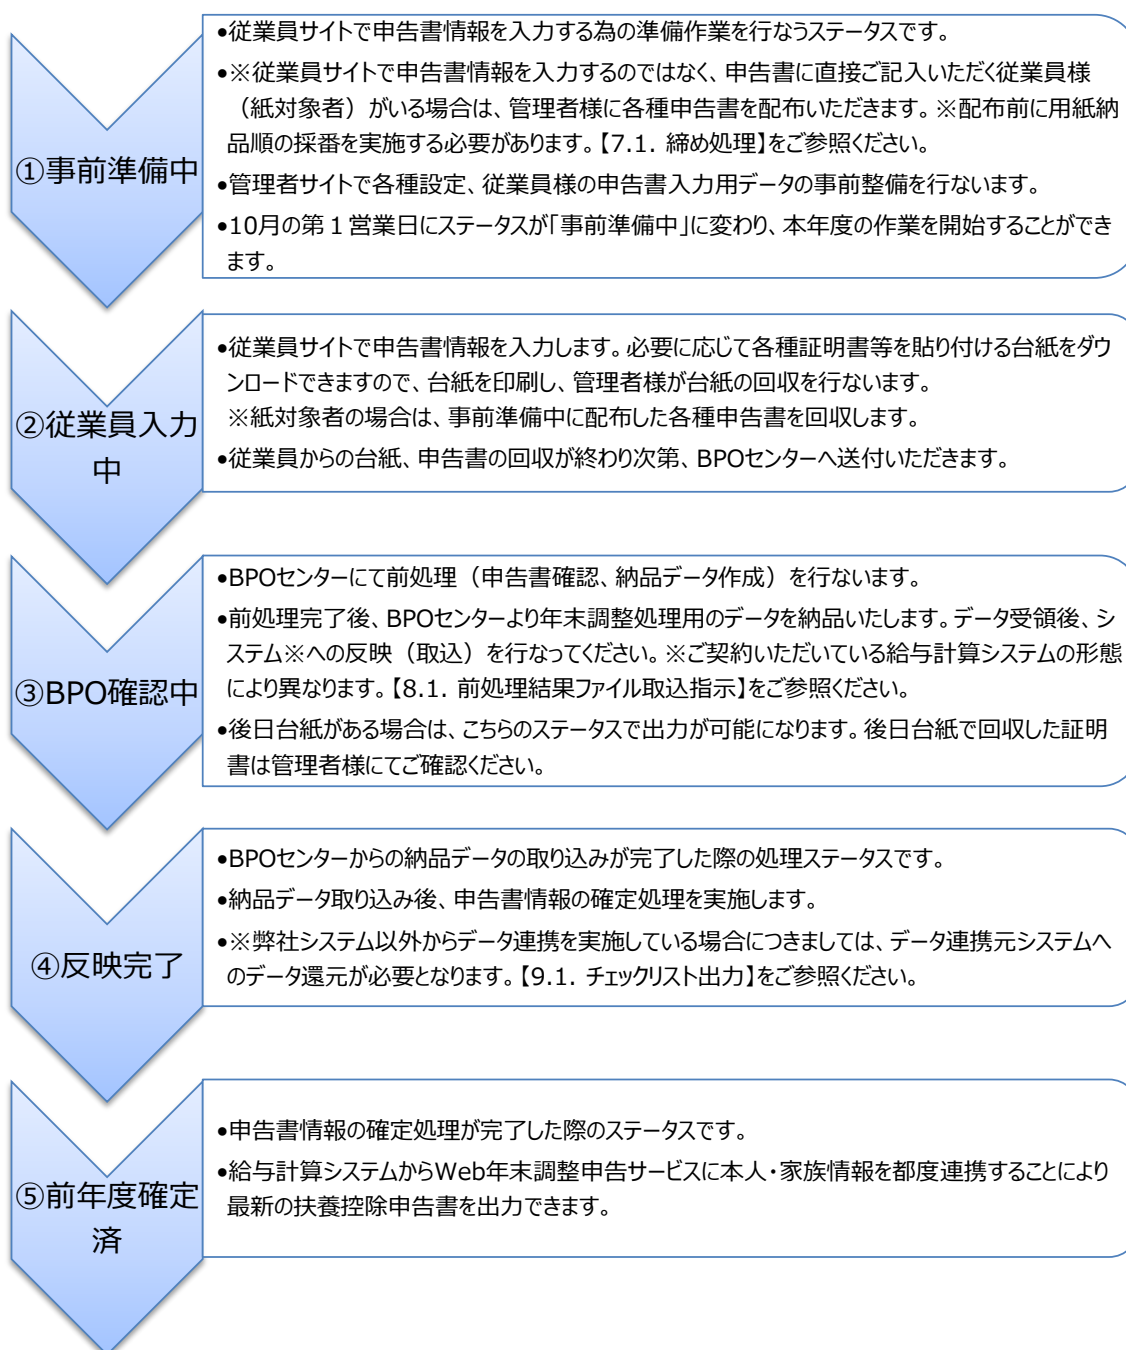 ①事前準備中
•従業員サイトで申告書情報を入力する為の準備作業を行なうステータスです。
•※従業員サイトで申告書情報を入力するのではなく、申告書に直接ご記入いただく従業員様
（紙対象者）がいる場合は、管理者様に各種申告書を配布いただきます。※配布前に用紙納
品順の採番を実施する必要があります。【7.1. 締め処理】をご参照ください。
•管理者サイトで各種設定、従業員様の申告書入力用データの事前整備を行ないます。
•10月の第１営業日にステータスが「事前準備中」に変わり、本年度の作業を開始することができ
ます。
②従業員入力
中
•従業員サイトで申告書情報を入力します。必要に応じて各種証明書等を貼り付ける台紙をダウ
ンロードできますので、台紙を印刷し、管理者様が台紙の回収を行ないます。
※紙対象者の場合は、事前準備中に配布した各種申告書を回収します。
•従業員からの台紙、申告書の回収が終わり次第、BPOセンターへ送付いただきます。
③BPO確認中
•BPOセンターにて前処理（申告書確認、納品データ作成）を行ないます。
•前処理完了後、BPOセンターより年末調整処理用のデータを納品いたします。データ受領後、シ
ステム※への反映（取込）を行なってください。※ご契約いただいている給与計算システムの形態
により異なります。【8.1. 前処理結果ファイル取込指示】をご参照ください。
•後日台紙がある場合は、こちらのステータスで出力が可能になります。後日台紙で回収した証明
書は管理者様にてご確認ください。
④反映完了
•BPOセンターからの納品データの取り込みが完了した際の処理ステータスです。
•納品データ取り込み後、申告書情報の確定処理を実施します。
•※弊社システム以外からデータ連携を実施している場合につきましては、データ連携元システムへ
のデータ還元が必要となります。【9.1. チェックリスト出力】をご参照ください。
⑤前年度確定
済
•申告書情報の確定処理が完了した際のステータスです。
•給与計算システムからWeb年末調整申告サービスに本人・家族情報を都度連携することにより
最新の扶養控除申告書を出力できます。